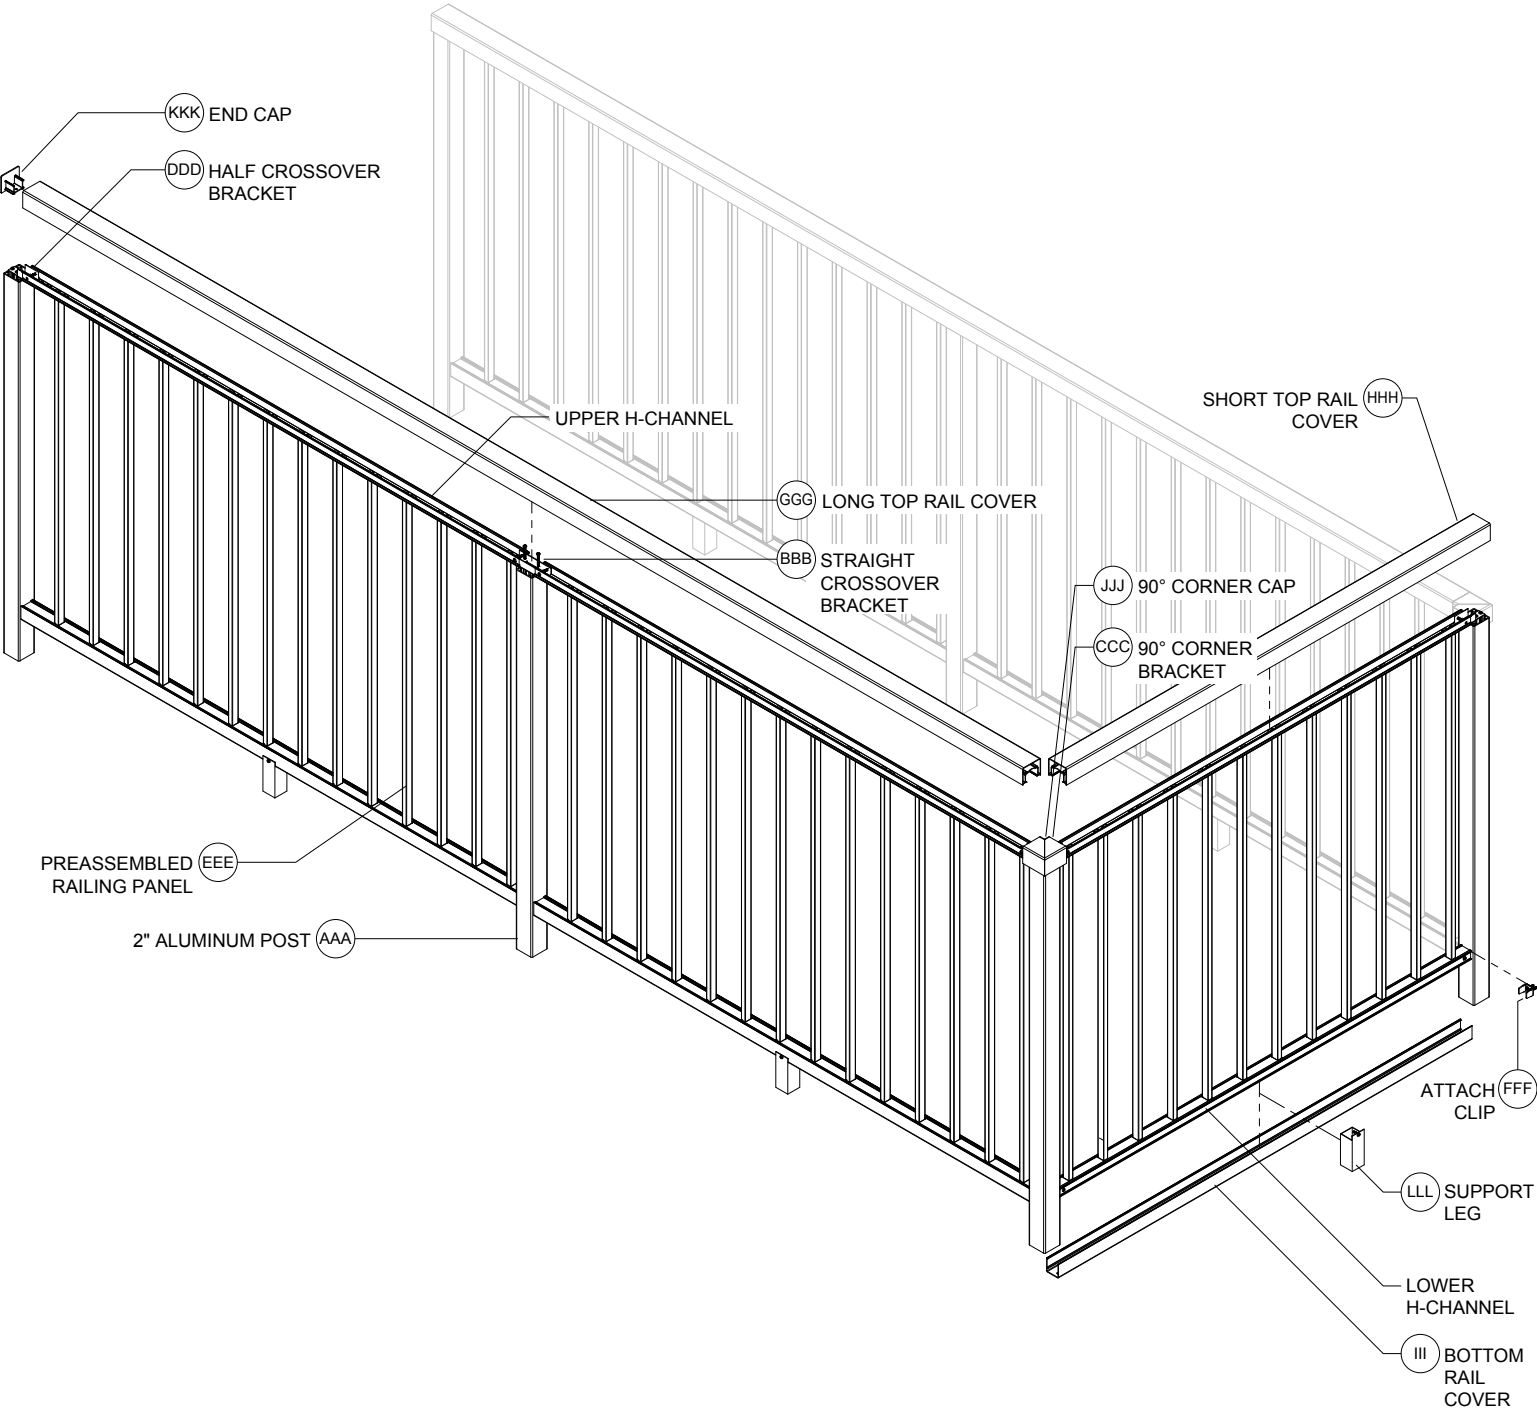 KKK END CAP
DDD HALF CROSSOVER
BRACKET
UPPER H-CHANNEL
SHORT TOP RAIL HHH
COVER
GGG LONG TOP RAIL COVER
BBB STRAIGHT
CROSSOVER
BRACKET
JJJ 90° CORNER CAP
CCC 90° CORNER
BRACKET
PREASSEMBLED EEE
RAILING PANEL
2" ALUMINUM POST AAA
ATTACH FFF
CLIP
LLL SUPPORT
LEG
LOWER
H-CHANNEL
III BOTTOM
RAIL
COVER